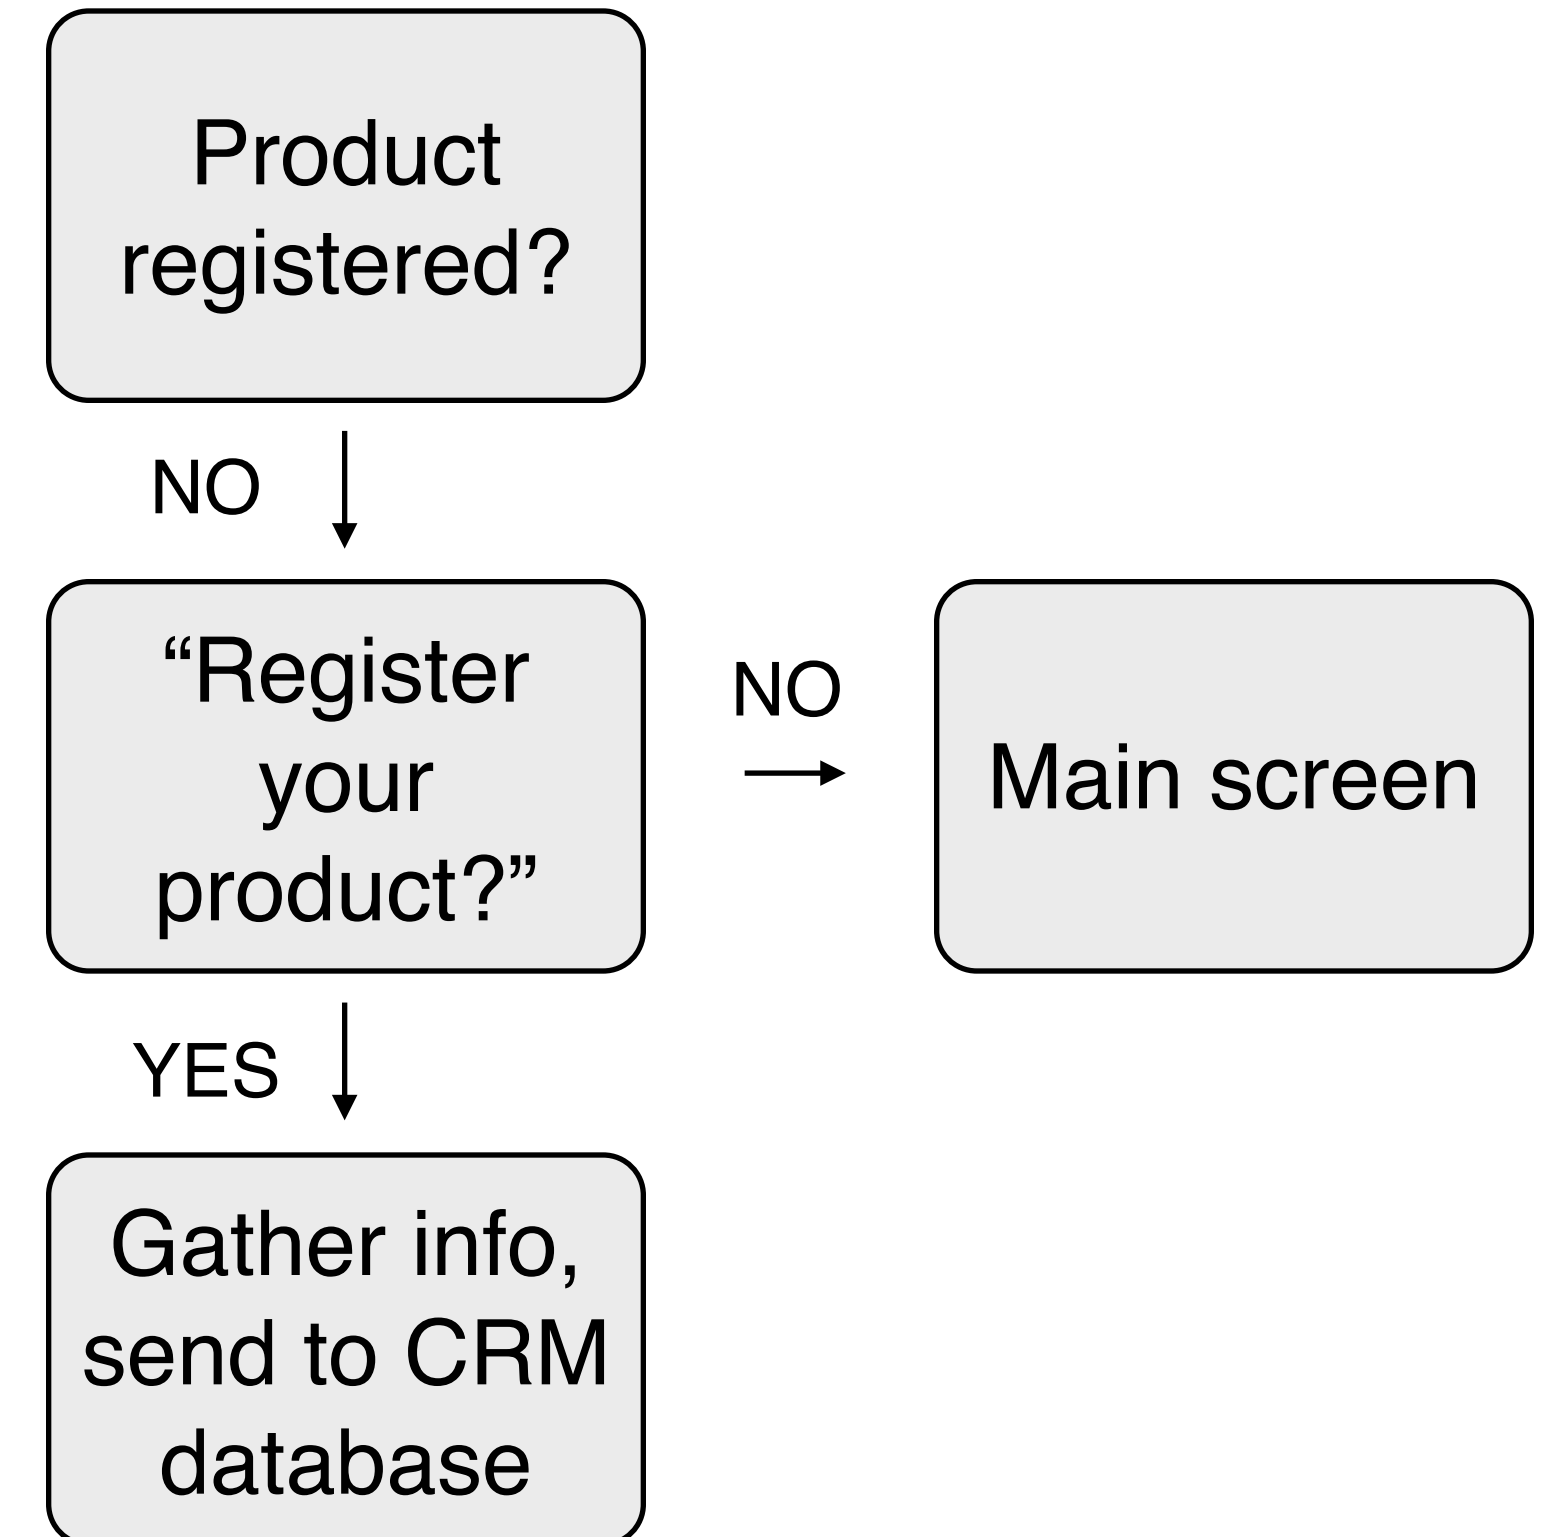 Product
registered?
NO
“Register
your
product?”
NO
Main screen
YES
Gather info,
send to CRM
database